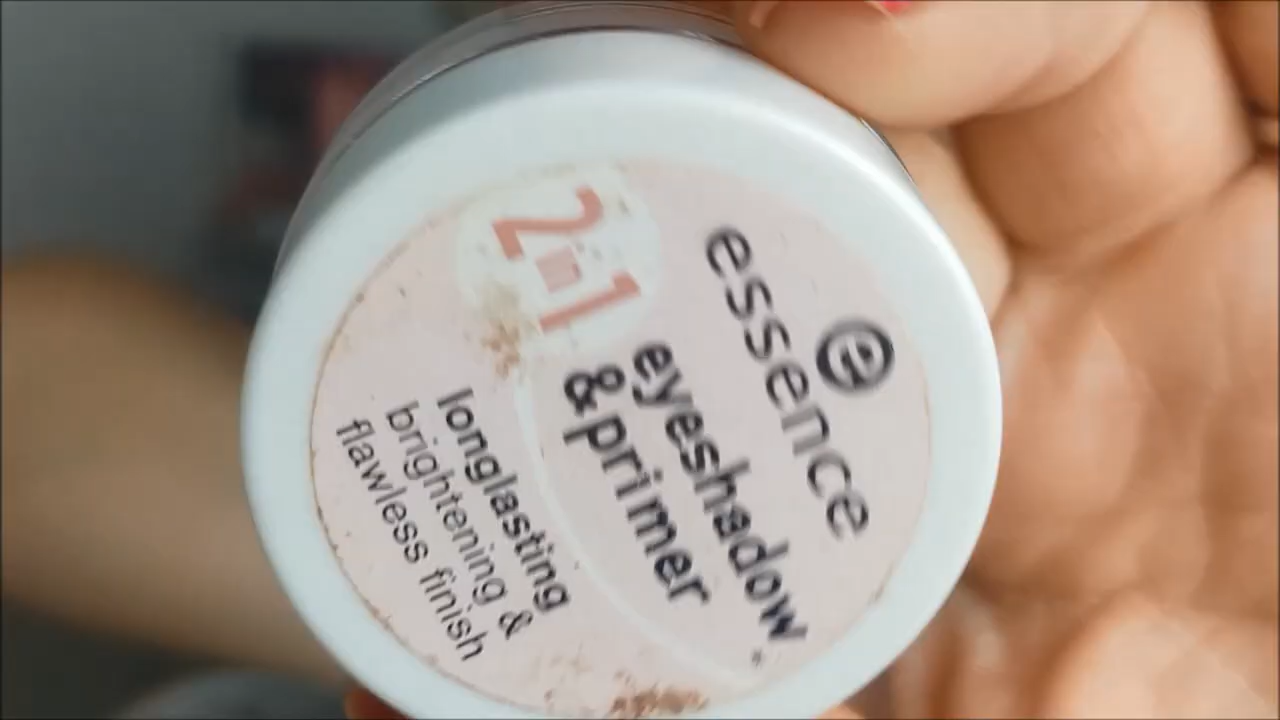 essence
2in1
eyeshadow
&primer
longlasting
brightening &
flawless finish